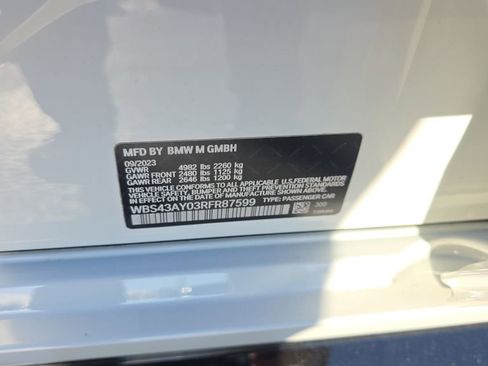 MFD BY BMW M GMBH
09/2023
GVWR 4982 lbs 2260 kg
GAWR FRONT 2480 lbs 1125 kg
GAWR REAR 2646 lbs 1200 kg
THIS VEHICLE CONFORMS TO ALL APPLICABLE U.S.FEDERAL MOTOR
VEHICLE SAFETY, BUMPER, AND THEFT PREVENTION STANDARDS
IN EFFECT ON THE DATE OF MANUFACTURE SHOWN ABOVE.
WBS43AY03RFR87599 TYPE: PASSENGER CAR
300